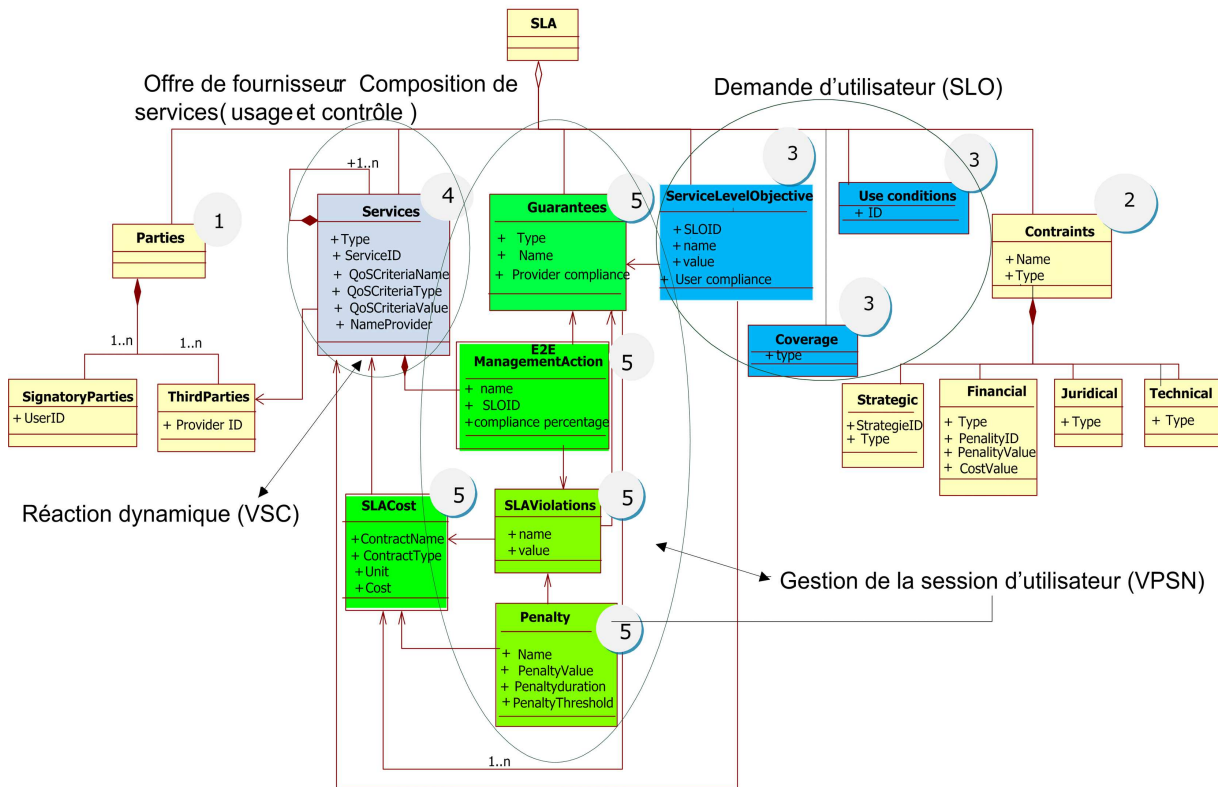 SLA
Offre de fournisseur Composition de
services( usage et contrôle )
Demande d'utilisateur (SLO)
+1..n
4
Services
+ Type
+ ServiceID
+ QoSCriteriaName
+ QoSCriteriaType
+ QoSCriteriaValue
+ NameProvider
5
Guarantees
+ Type
+ Name
+ Provider compliance
3
ServiceLevelObjective
+ SLOID
+ name
+ value
+ User compliance
3
Use conditions
+ ID
2
Contraints
+ Name
+ Type
1
Parties
1..n
1..n
SignatoryParties
+ UserID
ThirdParties
+ Provider ID
3
Coverage
+ type
5
E2E
ManagementAction
+ name
+ SLOID
+compliance percentage
Strategic
+StrategieID
+ Type
Financial
+ Type
+ PenalityID
+ PenalityValue
+ CostValue
Juridical
+ Type
Technical
+ Type
Réaction dynamique (VSC)
5
SLACost
+ContractName
+ ContractType
+ Unit
+ Cost
5
SLAViolations
+ name
+ value
Gestion de la session d'utilisateur (VPSN)
5
Penalty
+ Name
+ PenaltyValue
+ Penaltyduration
+ PenaltyThreshold
1..n